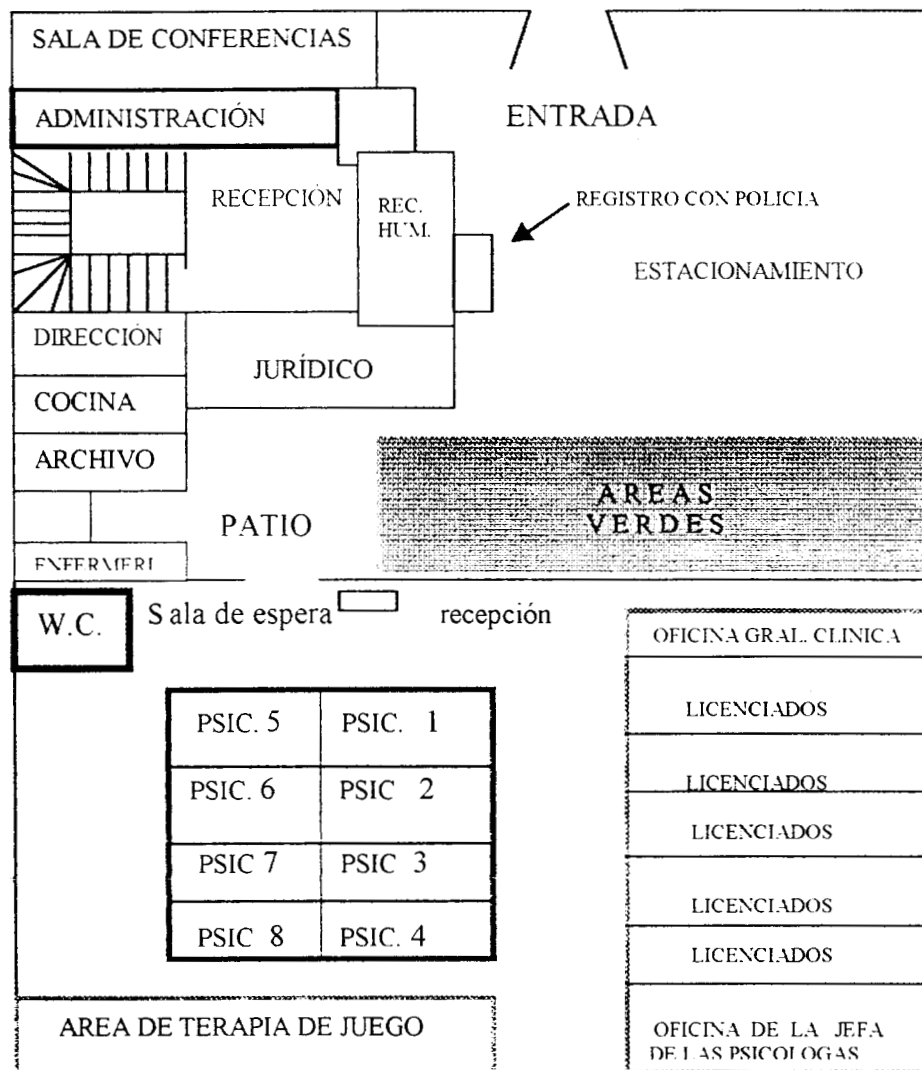 SALA DE CONFERENCIAS
ADMINISTRACIÓN
ENTRADA
RECEPCIÓN
REC.
HUM.
REGISTRO CON POLICIA
ESTACIONAMIENTO
DIRECCIÓN
JURÍDICO
COCINA
ARCHIVO
AREAS
VERDES
PATIO
ENFERMERI
W.C.
Sala de espera
recepción
OFICINA GRAL. CLINICA
PSIC. 5
PSIC. 1
LICENCIADOS
PSIC. 6
PSIC 2
LICENCIADOS
LICENCIADOS
PSIC 7
PSIC 3
LICENCIADOS
PSIC 8
PSIC. 4
LICENCIADOS
AREA DE TERAPIA DE JUEGO
OFICINA DE LA JEFA
DE LAS PSICOLOGAS